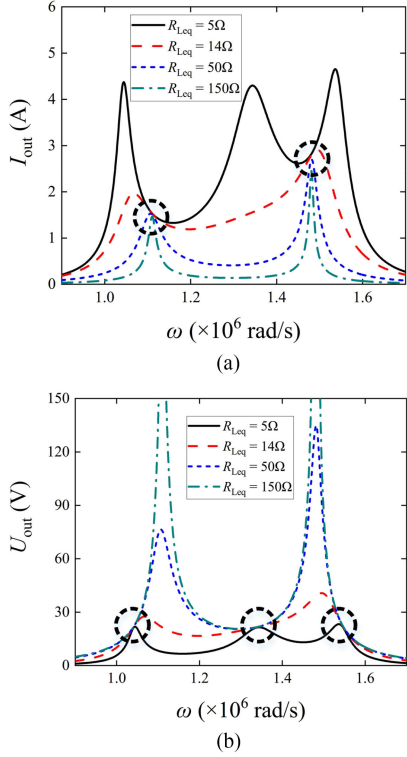 6
5
4
3
2
1
0
I_out (A)
R_Leq = 5Ω
R_Leq = 14Ω
R_Leq = 50Ω
R_Leq = 150Ω
1.0 1.2 1.4 1.6
ω (×10^6 rad/s)
(a)
150
120
90
60
30
0
U_out (V)
R_Leq = 5Ω
R_Leq = 14Ω
R_Leq = 50Ω
R_Leq = 150Ω
1.0 1.2 1.4 1.6
ω (×10^6 rad/s)
(b)